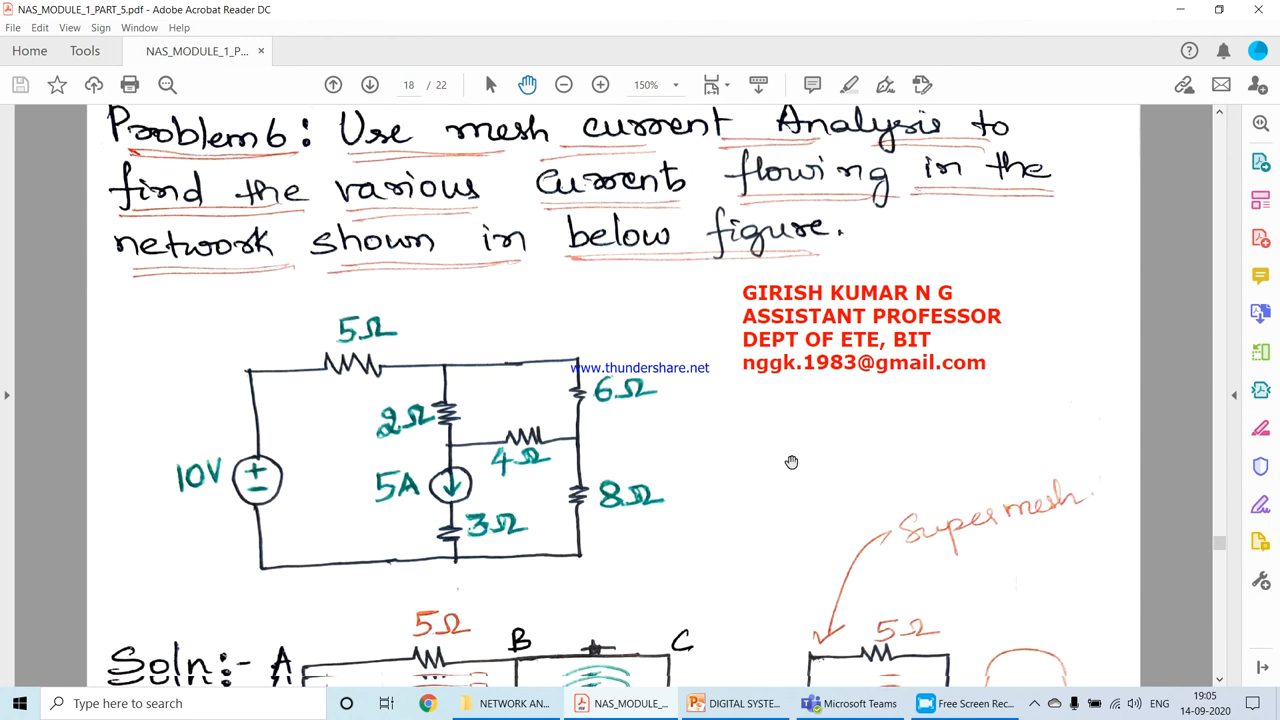 NAS_MODULE_1_PART_5.pdf - Adobe Acrobat Reader DC
File Edit View Sign Window Help
Home Tools NAS_MODULE_1_P... ×
18 / 22 150%
Problem 6: Use mesh current Analysis to
find the various currents flowing in the
network shown in below figure.
GIRISH KUMAR N G
ASSISTANT PROFESSOR
DEPT OF ETE, BIT
nggk.1983@gmail.com
5Ω
www.thundershare.net
6Ω
2Ω
4Ω
10V
5A
8Ω
3Ω
Supermesh.
5Ω
5Ω
B
C
Soln:- A
Type here to search
NETWORK AN...
NAS_MODULE_...
DIGITAL SYSTE...
Microsoft Teams
Free Screen Rec...
ENG
19:05
14-09-2020